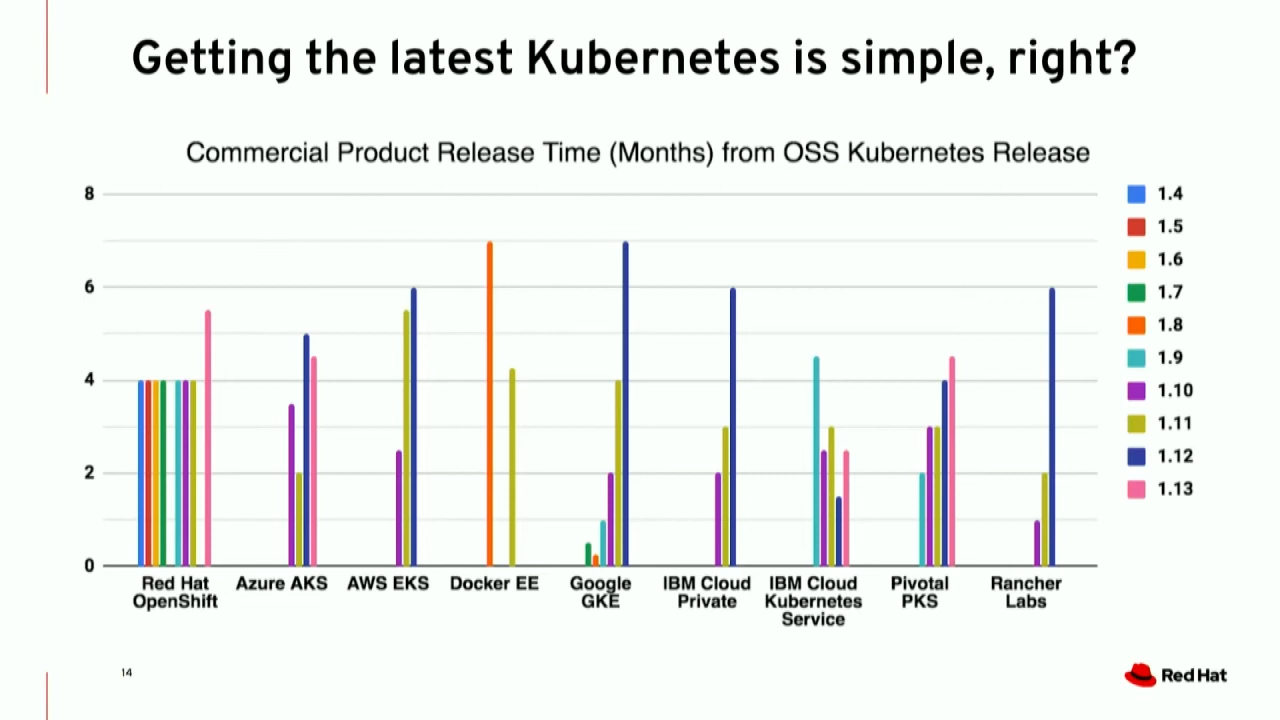 Getting the latest Kubernetes is simple, right?
Commercial Product Release Time (Months) from OSS Kubernetes Release
8
6
4
2
0
1.4
1.5
1.6
1.7
1.8
1.9
1.10
1.11
1.12
1.13
Red Hat
OpenShift
Azure AKS
AWS EKS
Docker EE
Google
GKE
IBM Cloud
Private
IBM Cloud
Kubernetes
Service
Pivotal
PKS
Rancher
Labs
14
Red Hat